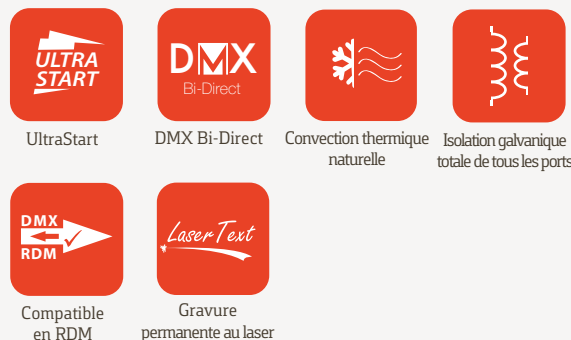 ULTRA
START
UltraStart
DMX
Bi-Direct
DMX Bi-Direct
Convection thermique
naturelle
Isolation galvanique
totale de tous les ports
DMX
RDM
Compatible
en RDM
Laser Text
Gravure
permanente au laser